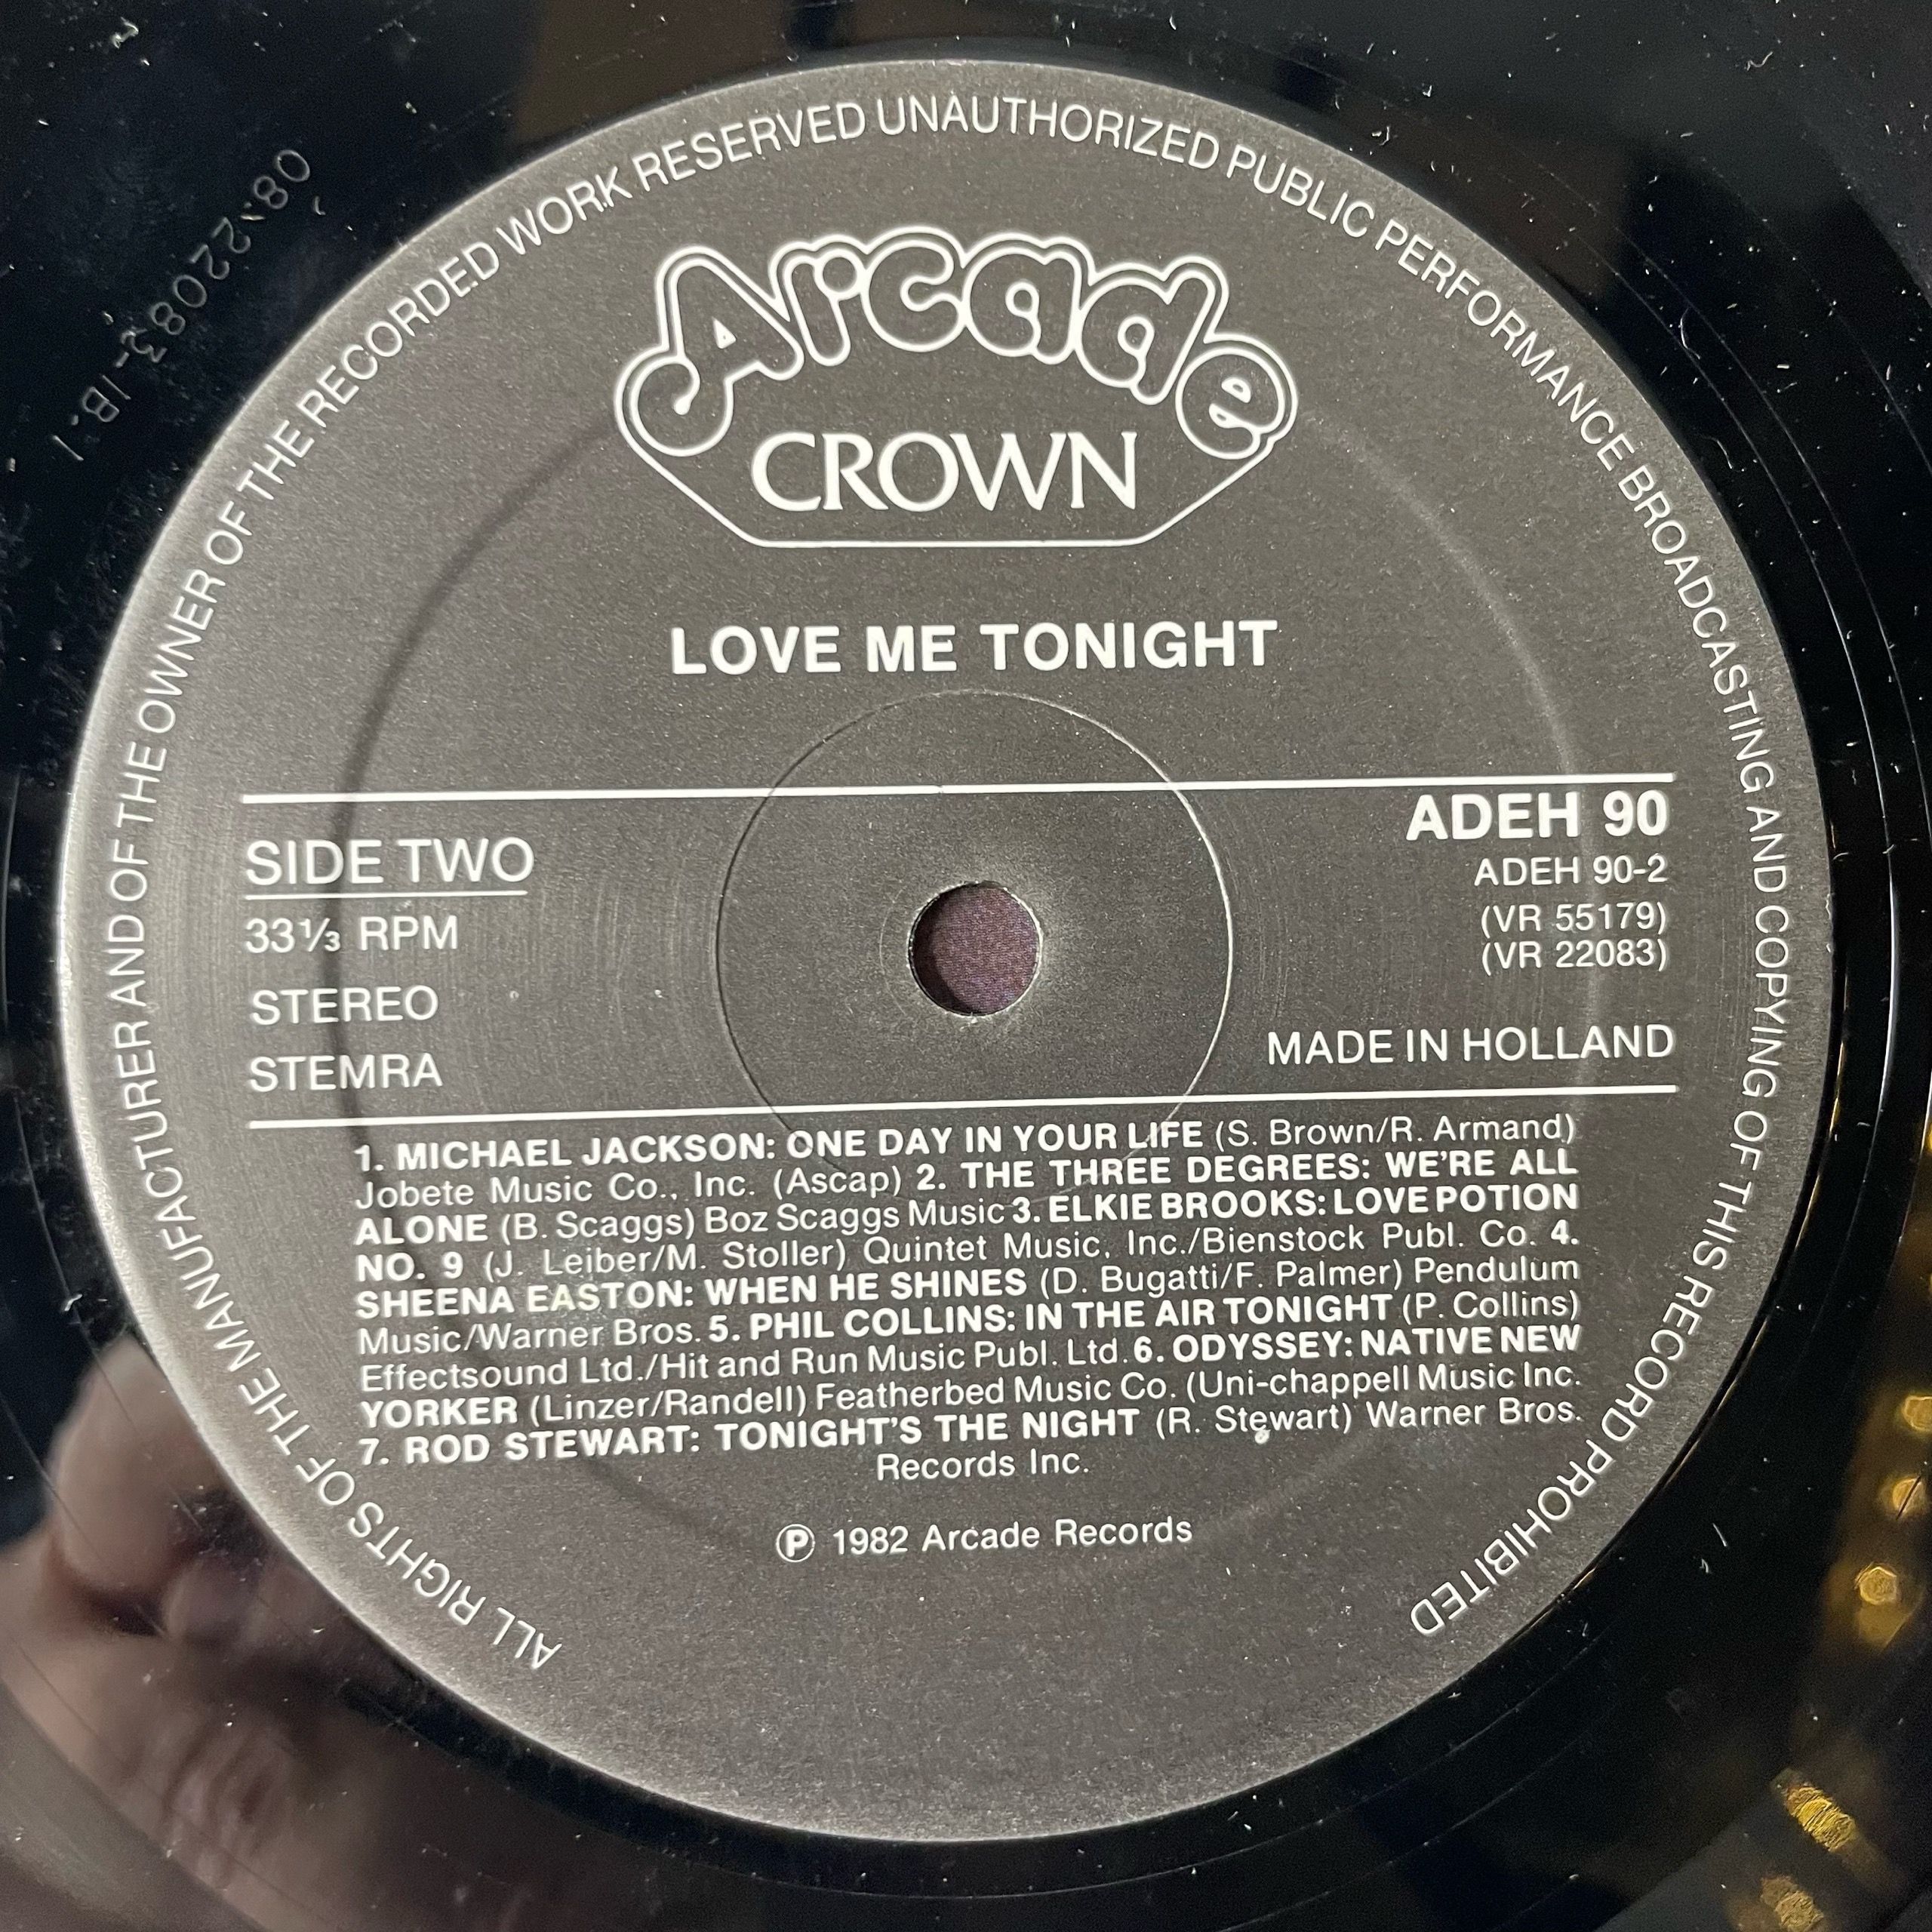 ALL RIGHTS OF THE MANUFACTURER AND OF THE OWNER OF THE RECORDED WORK RESERVED UNAUTHORIZED PUBLIC PERFORMANCE BROADCASTING AND COPYING OF THIS RECORD PROHIBITED
08.22083-1B.1
Arcade
CROWN
LOVE ME TONIGHT
SIDE TWO
33⅓ RPM
STEREO
STEMRA
ADEH 90
ADEH 90-2
(VR 55179)
(VR 22083)
MADE IN HOLLAND
1. MICHAEL JACKSON: ONE DAY IN YOUR LIFE (S. Brown/R. Armand)
Jobete Music Co., Inc. (Ascap) 2. THE THREE DEGREES: WE'RE ALL
ALONE (B. Scaggs) Boz Scaggs Music 3. ELKIE BROOKS: LOVE POTION
NO. 9 (J. Leiber/M. Stoller) Quintet Music, Inc./Bienstock Publ. Co. 4.
SHEENA EASTON: WHEN HE SHINES (D. Bugatti/F. Palmer) Pendulum
Music/Warner Bros. 5. PHIL COLLINS: IN THE AIR TONIGHT (P. Collins)
Effectsound Ltd./Hit and Run Music Publ. Ltd. 6. ODYSSEY: NATIVE NEW
YORKER (Linzer/Randell) Featherbed Music Co. (Uni-chappell Music Inc.
7. ROD STEWART: TONIGHT'S THE NIGHT (R. Stewart) Warner Bros.
Records Inc.
Ⓟ 1982 Arcade Records